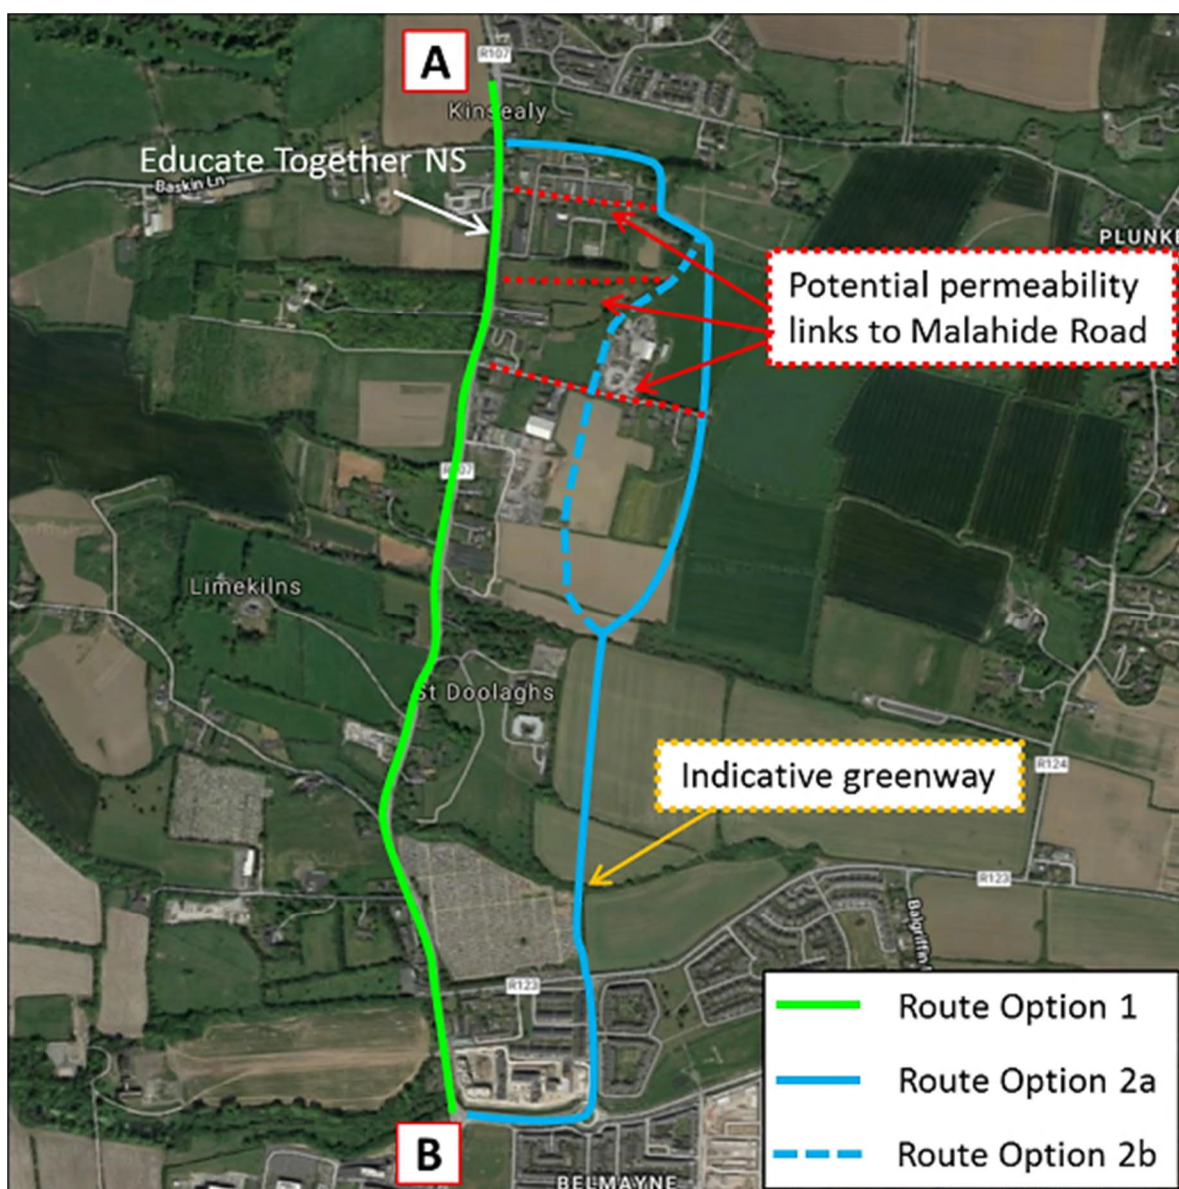 A
R107
Kinsealy
Educate Together NS
Baskin Ln
PLUNKE
Potential permeability
links to Malahide Road
Limekilns
St Doolaghs
Indicative greenway
R124
R123
R123
B
BELMAYNE
Route Option 1
Route Option 2a
Route Option 2b